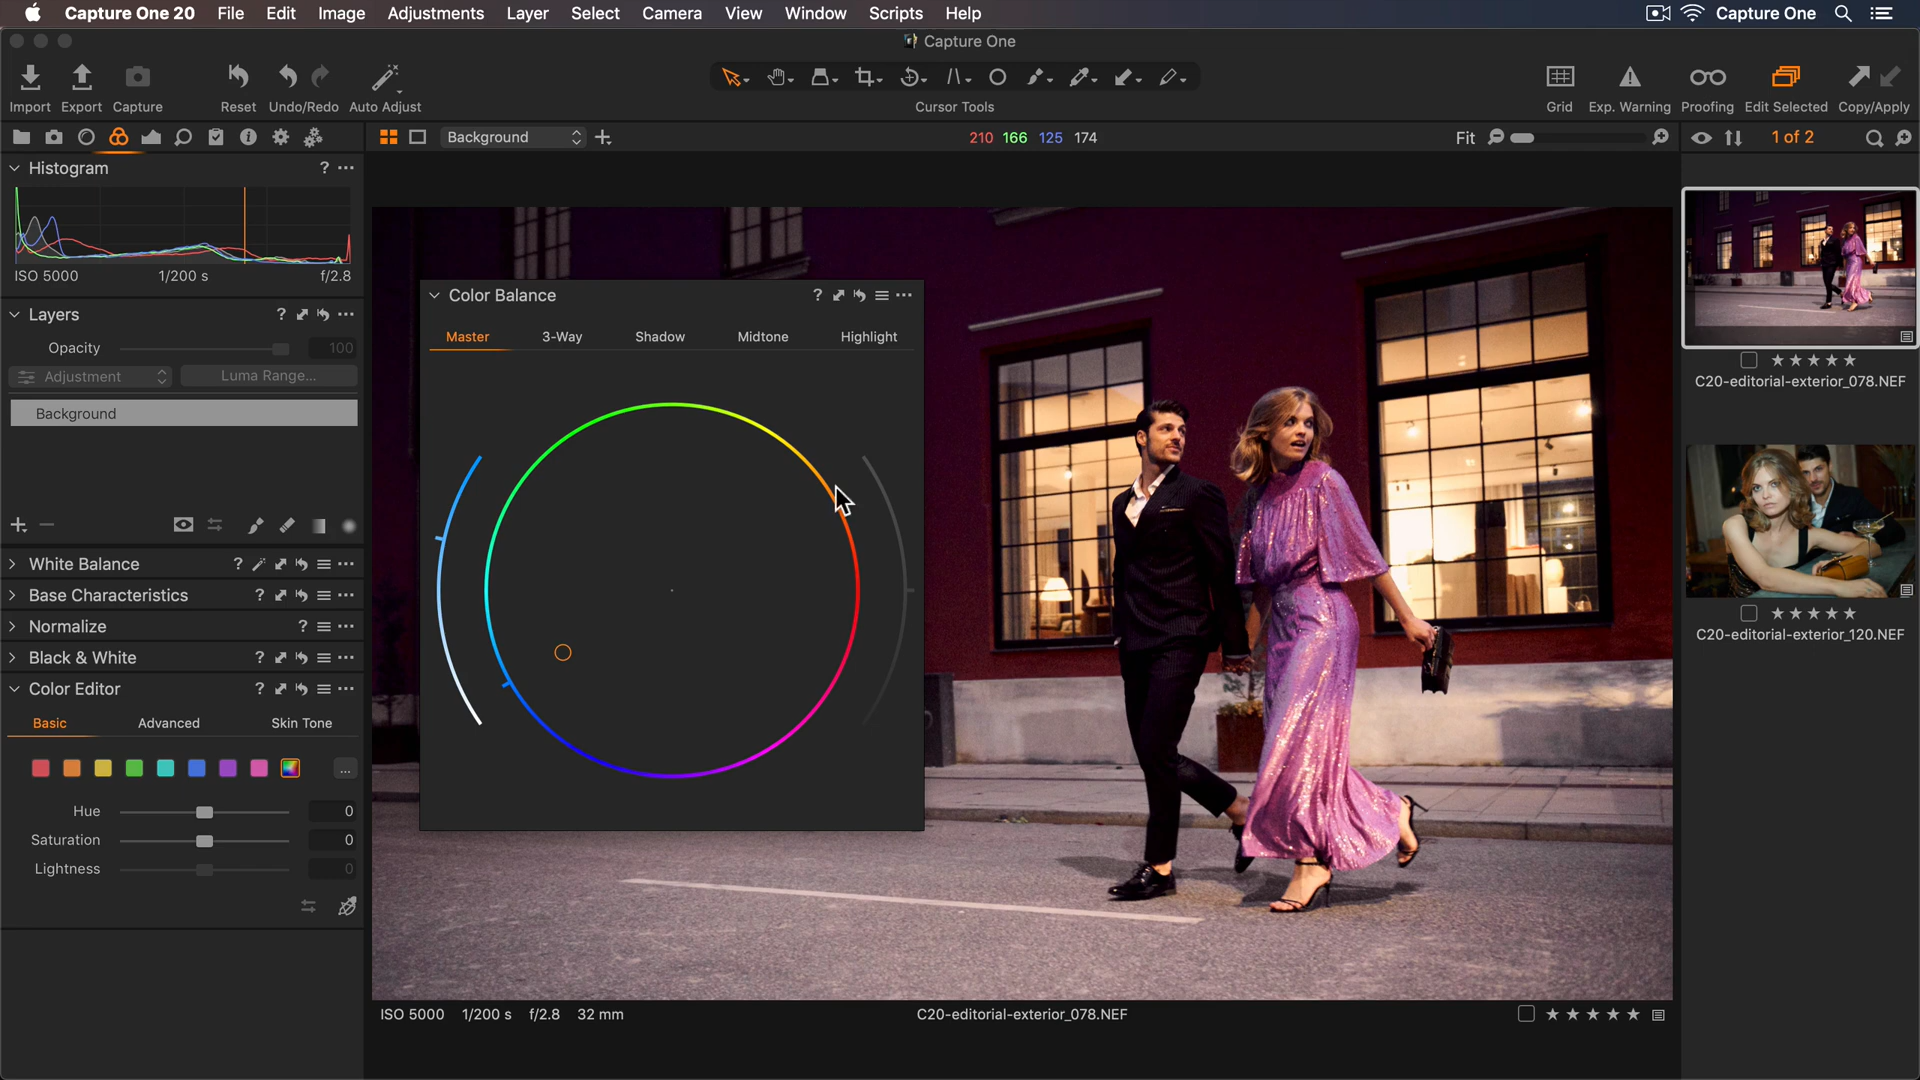 Capture One 20 File Edit Image Adjustments Layer Select Camera View Window Scripts Help Capture One
Capture One
Import Export Capture Reset Undo/Redo Auto Adjust Cursor Tools Grid Exp. Warning Proofing Edit Selected Copy/Apply
Background 210 166 125 174 Fit 1 of 2
Histogram ?
ISO 5000 1/200 s f/2.8
Layers ?
Opacity 100
Adjustment Luma Range...
Background
White Balance ?
Base Characteristics ?
Normalize ?
Black & White ?
Color Editor ?
Basic Advanced Skin Tone
...
Hue 0
Saturation 0
Lightness 0
Color Balance ?
Master 3-Way Shadow Midtone Highlight
ISO 5000 1/200 s f/2.8 32 mm C20-editorial-exterior_078.NEF
C20-editorial-exterior_078.NEF
C20-editorial-exterior_120.NEF